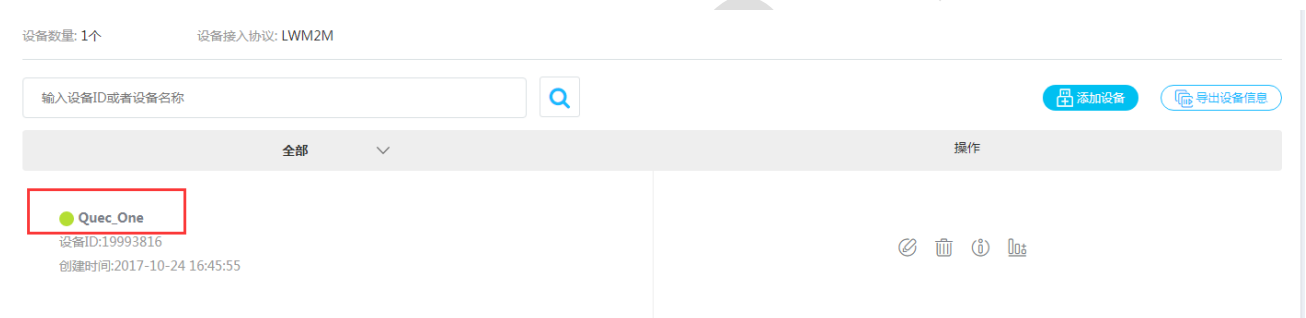 设备数量: 1个 设备接入协议: LWM2M
输入设备ID或者设备名称
添加设备 导出设备信息
全部 操作
Quec_One
设备ID:19993816
创建时间:2017-10-24 16:45:55